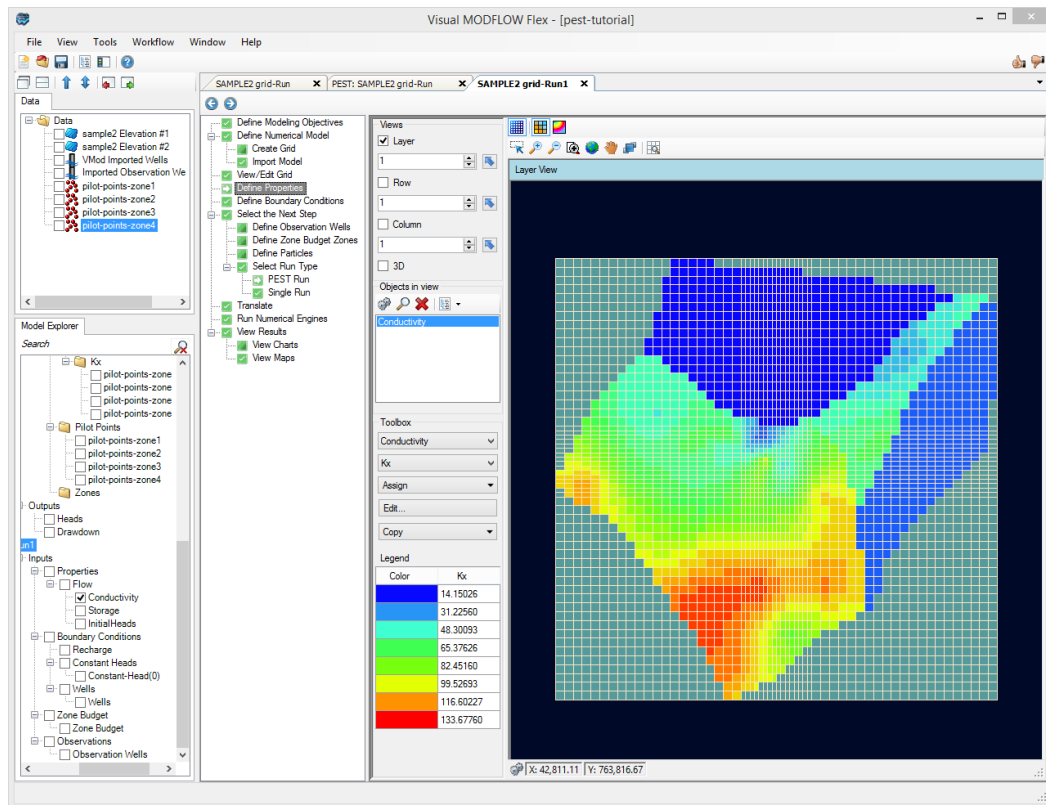 Visual MODFLOW Flex - [pest-tutorial]
File View Tools Workflow Window Help
Data
Data
sample2 Elevation #1
sample2 Elevation #2
VMod Imported Wells
Imported Observation We
pilot-points-zone1
pilot-points-zone2
pilot-points-zone3
pilot-points-zone4
Model Explorer
Search
Kx
pilot-points-zone
pilot-points-zone
pilot-points-zone
pilot-points-zone
Pilot Points
pilot-points-zone1
pilot-points-zone2
pilot-points-zone3
pilot-points-zone4
Zones
Outputs
Heads
Drawdown
un1
Inputs
Properties
Flow
Conductivity
Storage
InitialHeads
Boundary Conditions
Recharge
Constant Heads
Constant-Head(0)
Wells
Wells
Zone Budget
Zone Budget
Observations
Observation Wells
SAMPLE2 grid-Run
PEST: SAMPLE2 grid-Run
SAMPLE2 grid-Run1
Define Modeling Objectives
Define Numerical Model
Create Grid
Import Model
View/Edit Grid
Define Properties
Define Boundary Conditions
Select the Next Step
Define Observation Wells
Define Zone Budget Zones
Define Particles
Select Run Type
PEST Run
Single Run
Translate
Run Numerical Engines
View Results
View Charts
View Maps
Views
Layer
1
Row
1
Column
1
3D
Objects in view
Conductivity
Toolbox
Conductivity
Kx
Assign
Edit...
Copy
Legend
Color Kx
14.15026
31.22560
48.30093
65.37626
82.45160
99.52693
116.60227
133.67760
Layer View
X: 42,811.11 Y: 763,816.67